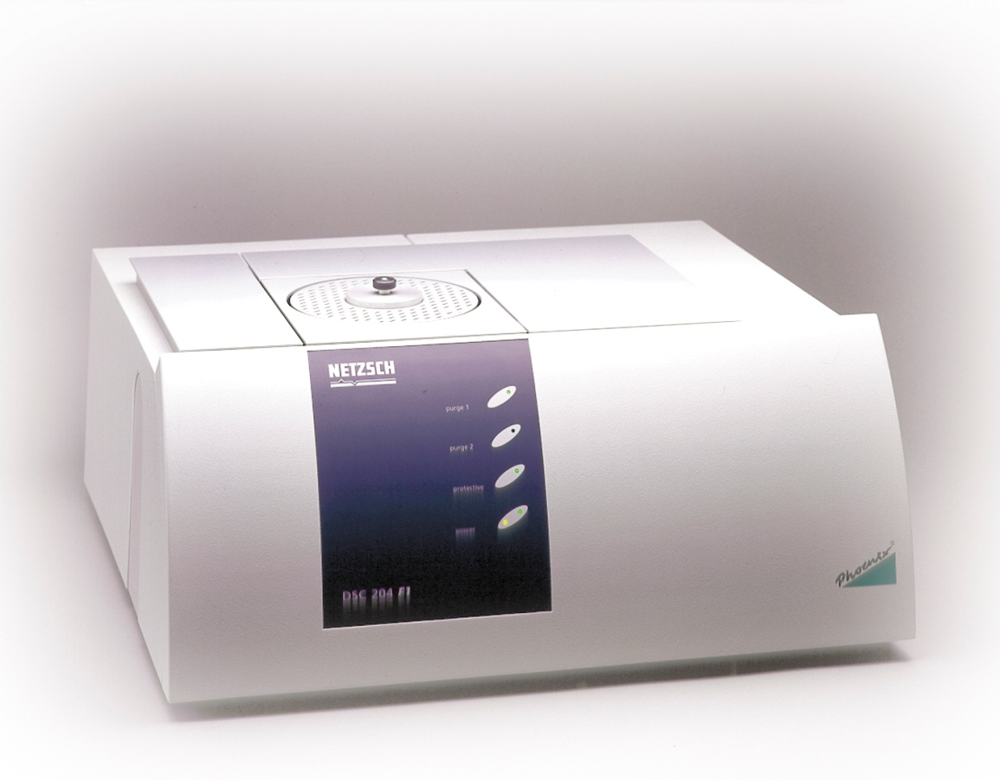 NETZSCH
purge 1
purge 2
protective
power
DSC 204 F1
Phoenix®